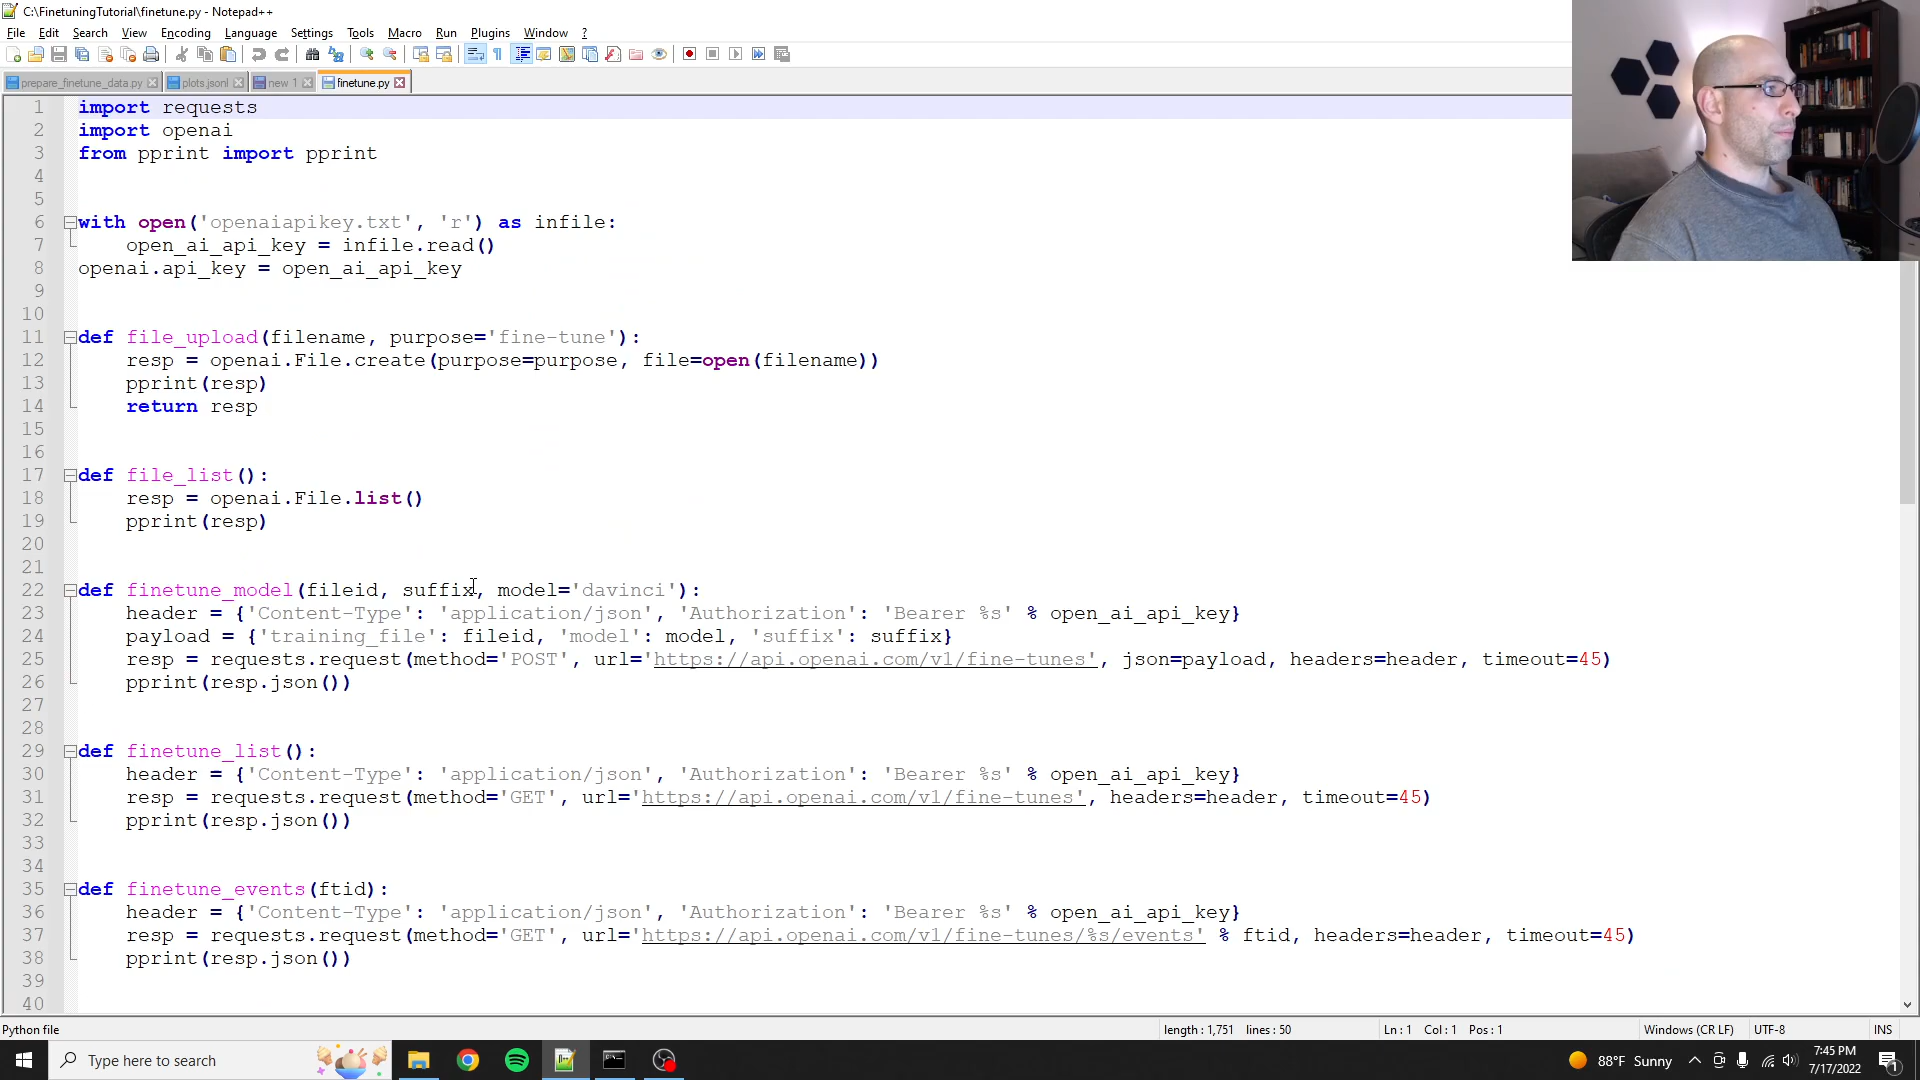 C:\FinetuningTutorial\finetune.py - Notepad++
File Edit Search View Encoding Language Settings Tools Macro Run Plugins Window ?
prepare_finetune_data.py plots.jsonl new 1 finetune.py
1 import requests
2 import openai
3 from pprint import pprint
4
5
6 with open('openaiapikey.txt', 'r') as infile:
7 open_ai_api_key = infile.read()
8 openai.api_key = open_ai_api_key
9
10
11 def file_upload(filename, purpose='fine-tune'):
12 resp = openai.File.create(purpose=purpose, file=open(filename))
13 pprint(resp)
14 return resp
15
16
17 def file_list():
18 resp = openai.File.list()
19 pprint(resp)
20
21
22 def finetune_model(fileid, suffix, model='davinci'):
23 header = {'Content-Type': 'application/json', 'Authorization': 'Bearer %s' % open_ai_api_key}
24 payload = {'training_file': fileid, 'model': model, 'suffix': suffix}
25 resp = requests.request(method='POST', url='https://api.openai.com/v1/fine-tunes', json=payload, headers=header, timeout=45)
26 pprint(resp.json())
27
28
29 def finetune_list():
30 header = {'Content-Type': 'application/json', 'Authorization': 'Bearer %s' % open_ai_api_key}
31 resp = requests.request(method='GET', url='https://api.openai.com/v1/fine-tunes', headers=header, timeout=45)
32 pprint(resp.json())
33
34
35 def finetune_events(ftid):
36 header = {'Content-Type': 'application/json', 'Authorization': 'Bearer %s' % open_ai_api_key}
37 resp = requests.request(method='GET', url='https://api.openai.com/v1/fine-tunes/%s/events' % ftid, headers=header, timeout=45)
38 pprint(resp.json())
39
40
Python file length : 1,751 lines : 50 Ln : 1 Col : 1 Pos : 1 Windows (CR LF) UTF-8 INS
Type here to search 88°F Sunny 7:45 PM
7/17/2022 1